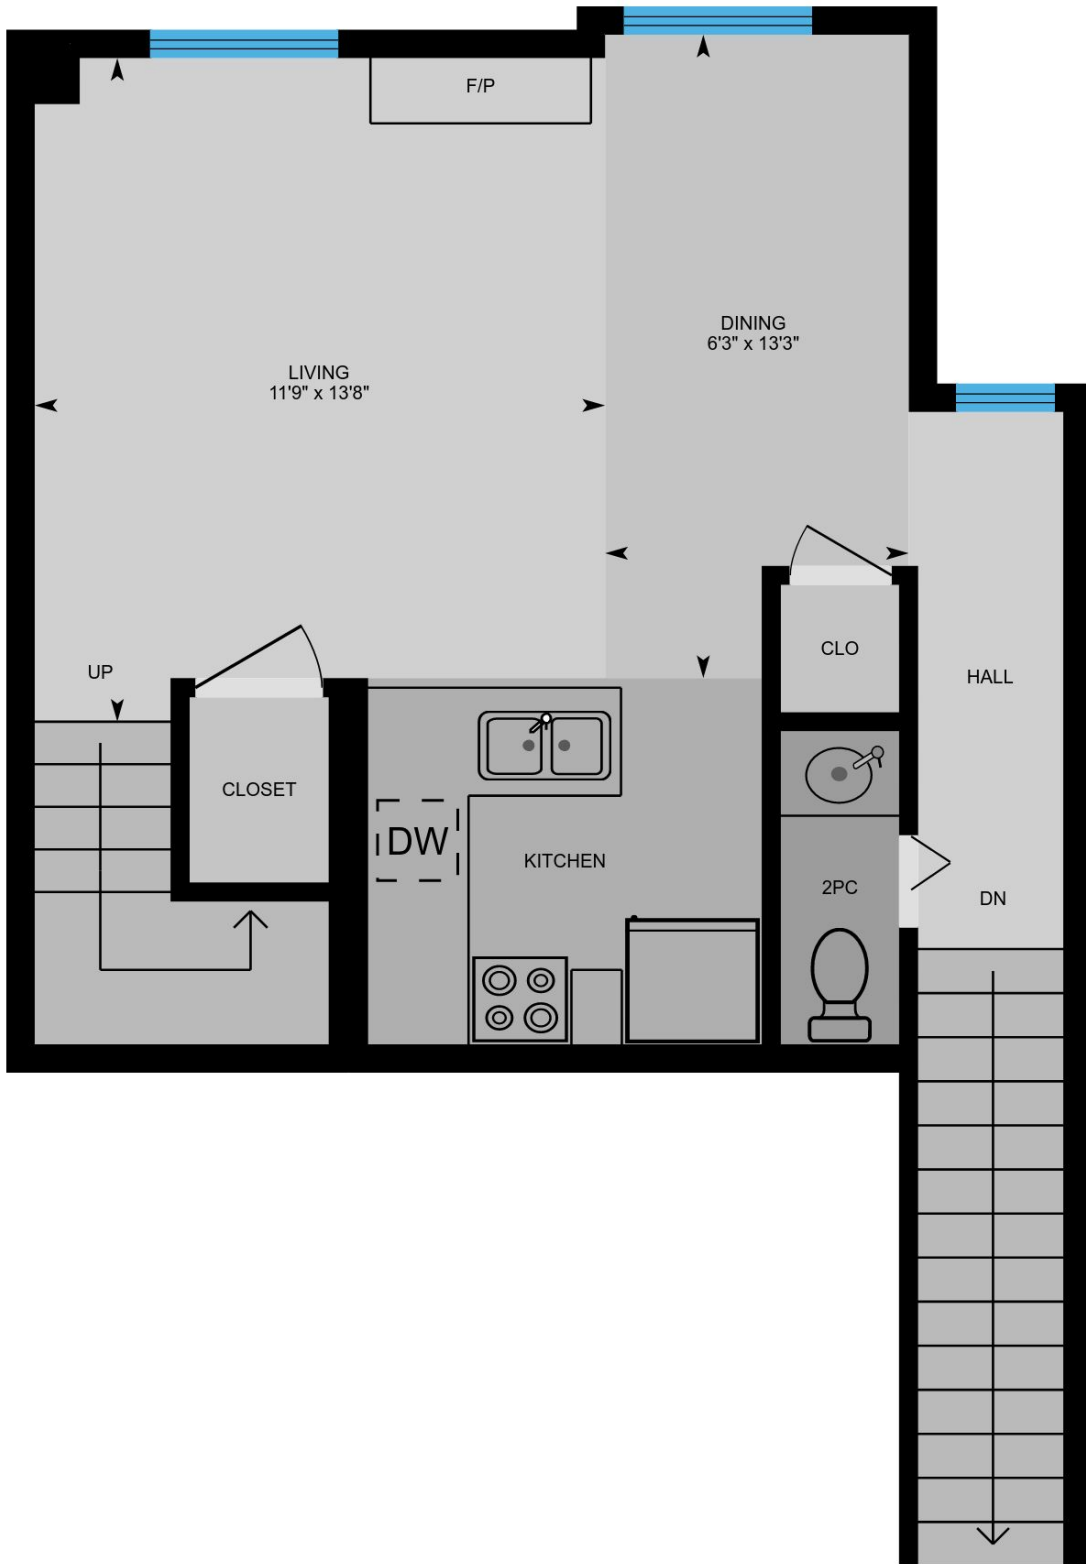 F/P
DINING
6'3" x 13'3"
LIVING
11'9" x 13'8"
CLO
UP
HALL
CLOSET
DW
KITCHEN
2PC
DN